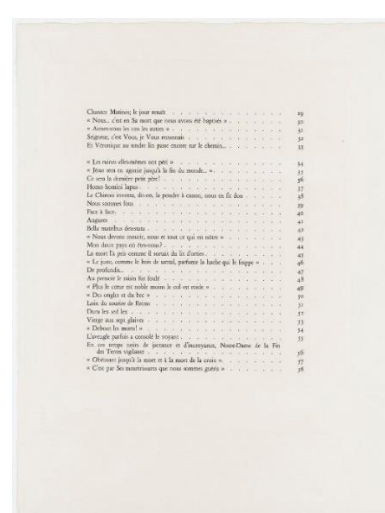 Chantez Matines; le jour renaît 29
« Nous... c'est en Sa mort que nous avons été baptisés » 30
« Aimez-vous les uns les autres » 31
Seigneur, c'est Vous, je Vous reconnais 32
Et Véronique au tendre lin passe encore sur le chemin... 33
« Les ruines elles-mêmes ont péri » 34
« Jésus sera en agonie jusqu'à la fin du monde... » 35
Ce sera la dernière, petit père! 36
Homo homini lupus 37
Le Chinois inventa, dit-on, la poudre à canon, nous en fit don 38
Nous sommes fous 39
Face à face 40
Augures 41
Bella matribus detestata 42
« Nous devons mourir, nous et tout ce qui est nôtre » 43
Mon doux pays où êtes-vous? 44
La mort l'a pris comme il sortait du lit d'orties 45
« Le juste, comme le bois de santal, parfume la hache qui le frappe » 46
De profundis... 47
Au pressoir le raisin fut foulé 48
« Plus le cœur est noble moins le col est roide » 49
« Des ongles et du bec » 50
Loin du sourire de Reims 51
Dura lex sed lex 52
Vierge aux sept glaives 53
« Debout les morts! » 54
L'aveugle parfois a consolé le voyant 55
En ces temps noirs de jactance et d'incroyance, Notre-Dame de la Fin
des Terres vigilante 56
« Obéissant jusqu'à la mort et à la mort de la croix » 57
« C'est par Ses meurtrissures que nous sommes guéris » 58